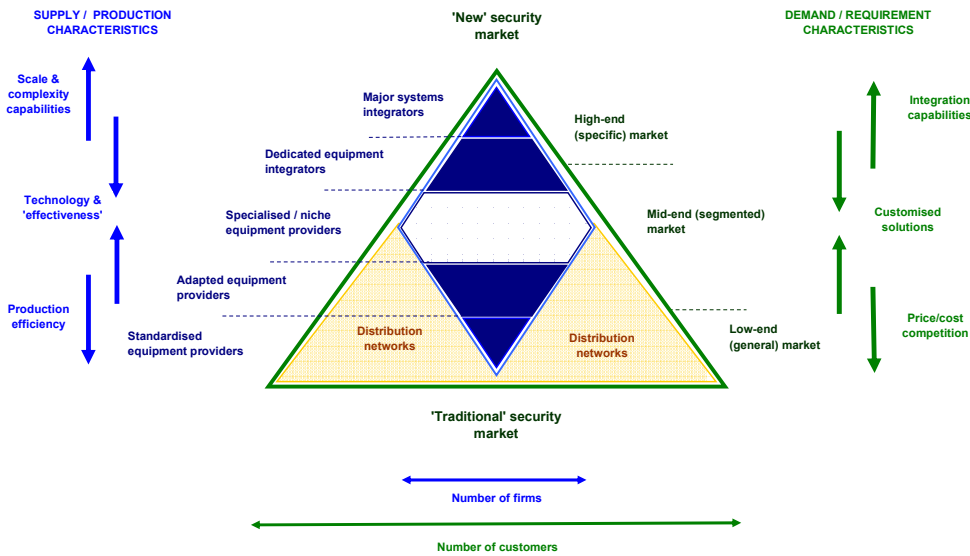 SUPPLY / PRODUCTION
CHARACTERISTICS
'New' security
market
DEMAND / REQUIREMENT
CHARACTERISTICS
Scale &
complexity
capabilities
Technology &
'effectiveness'
Production
efficiency
Major systems
integrators
Dedicated equipment
integrators
Specialised / niche
equipment providers
Adapted equipment
providers
Standardised
equipment providers
Distribution
networks
Distribution
networks
High-end
(specific) market
Mid-end (segmented)
market
Low-end
(general) market
Integration
capabilities
Customised
solutions
Price/cost
competition
'Traditional' security
market
Number of firms
Number of customers